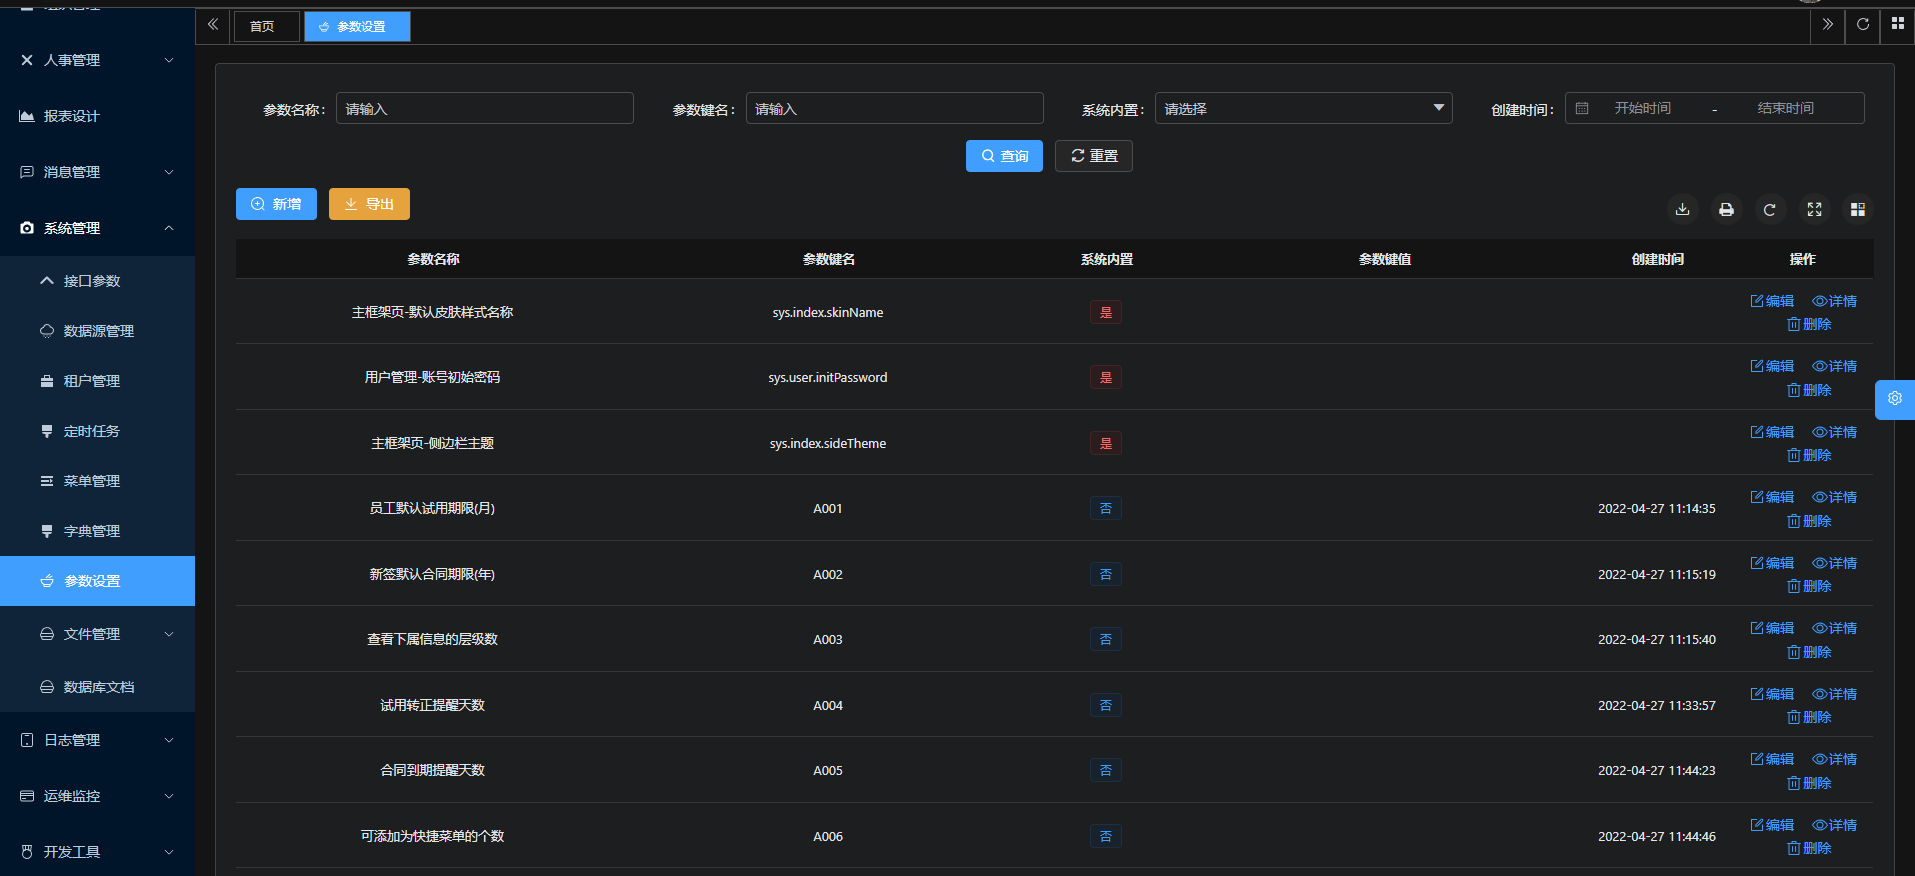 首页
参数设置
人事管理
报表设计
消息管理
系统管理
接口参数
数据源管理
租户管理
定时任务
菜单管理
字典管理
参数设置
文件管理
数据库文档
日志管理
运维监控
开发工具
参数名称： 请输入 参数键名： 请输入 系统内置： 请选择 创建时间： 开始时间 - 结束时间
查询 重置
新增 导出
参数名称 参数键名 系统内置 参数键值 创建时间 操作
主框架页-默认皮肤样式名称 sys.index.skinName 是 编辑 详情 删除
用户管理-账号初始密码 sys.user.initPassword 是 编辑 详情 删除
主框架页-侧边栏主题 sys.index.sideTheme 是 编辑 详情 删除
员工默认试用期限(月) A001 否 2022-04-27 11:14:35 编辑 详情 删除
新签默认合同期限(年) A002 否 2022-04-27 11:15:19 编辑 详情 删除
查看下属信息的层级数 A003 否 2022-04-27 11:15:40 编辑 详情 删除
试用转正提醒天数 A004 否 2022-04-27 11:33:57 编辑 详情 删除
合同到期提醒天数 A005 否 2022-04-27 11:44:23 编辑 详情 删除
可添加为快捷菜单的个数 A006 否 2022-04-27 11:44:46 编辑 详情 删除